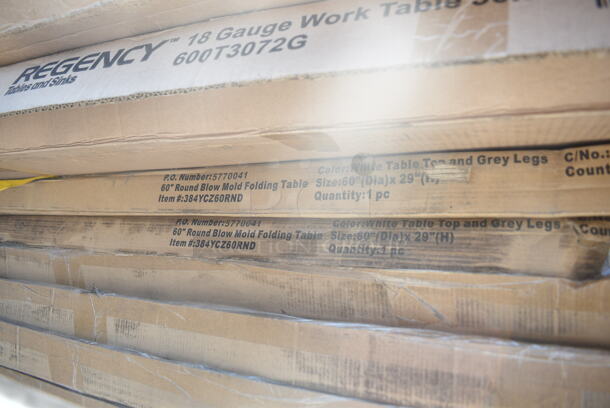 REGENCY™ 18 Gauge Work Table
Tables and Sinks 600T3072G
P.O. Number:5770041 Color:White Table Top and Grey Legs C/No.:
60" Round Blow Mold Folding Table Size:60"(Dia)x 29"(H) Count
Item #:384YCZ60RND Quantity:1 pc
P.O. Number:5770041 Color:White Table Top and Grey Legs
60" Round Blow Mold Folding Table Size:60"(Dia)x 29"(H) Coun
Item #:384YCZ60RND Quantity:1 pc